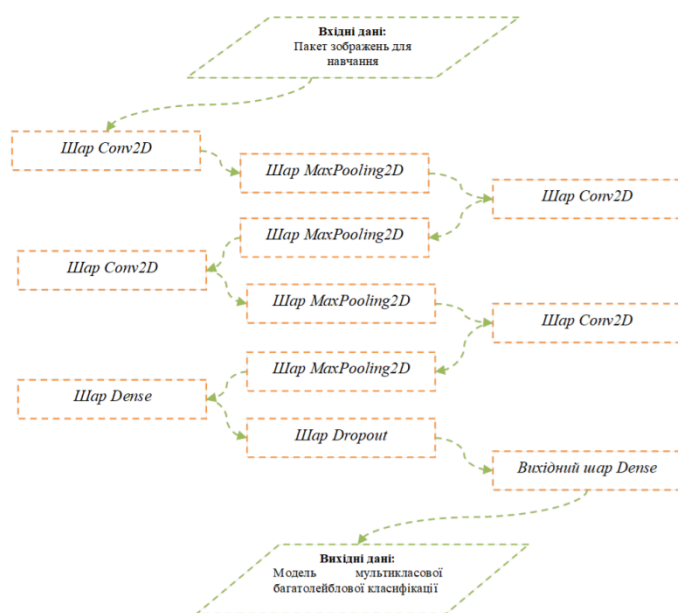 Вхідні дані:
Пакет зображень для
навчання
Шар Conv2D
Шар MaxPooling2D
Шар Conv2D
Шар MaxPooling2D
Шар Conv2D
Шар MaxPooling2D
Шар Conv2D
Шар MaxPooling2D
Шар Dense
Шар Dropout
Вихідний шар Dense
Вихідні дані:
Модель мультикласової
багатолейблової класифікації